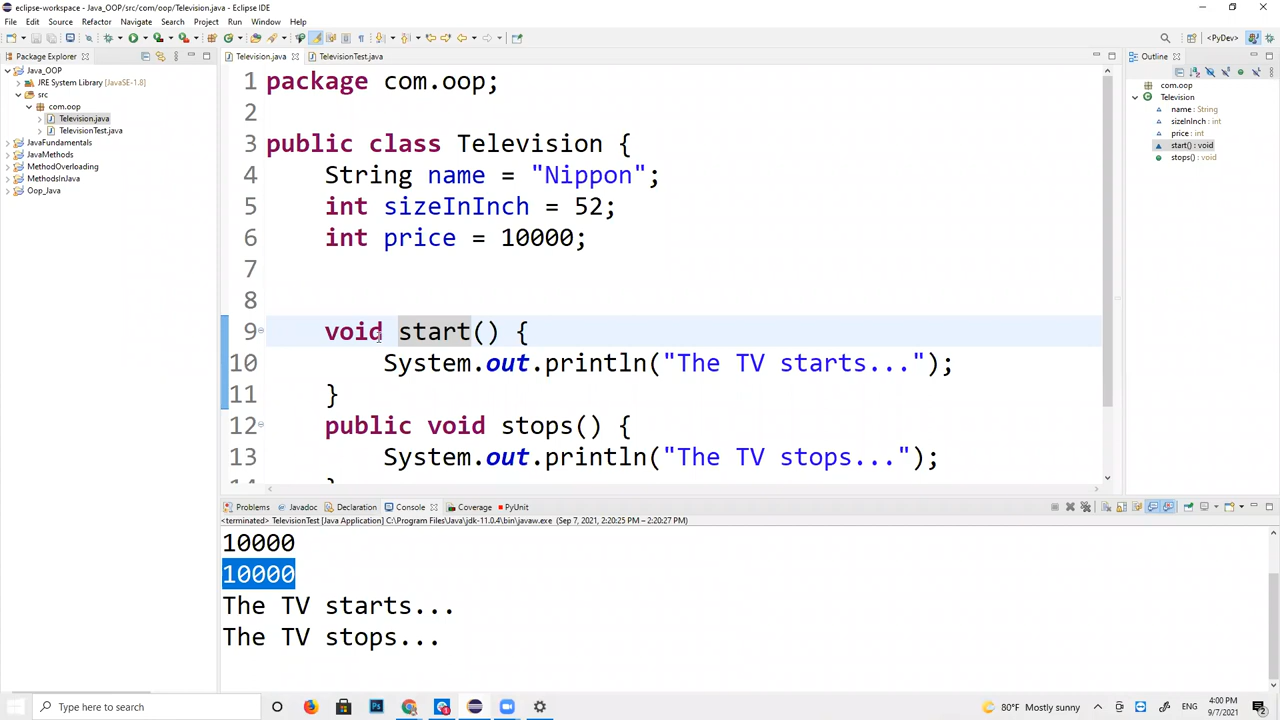 eclipse-workspace - Java_OOP/src/com/oop/Television.java - Eclipse IDE
File Edit Source Refactor Navigate Search Project Run Window Help
<PyDev>
Package Explorer
Java_OOP
JRE System Library [JavaSE-1.8]
src
com.oop
Television.java
TelevisionTest.java
JavaFundamentals
JavaMethods
MethodOverloading
MethodsInJava
Oop_Java
Television.java TelevisionTest.java
1 package com.oop;
2
3 public class Television {
4 String name = "Nippon";
5 int sizeInInch = 52;
6 int price = 10000;
7
8
9 void start() {
10 System.out.println("The TV starts...");
11 }
12 public void stops() {
13 System.out.println("The TV stops...");
14 }
Outline
com.oop
Television
name : String
sizeInInch : int
price : int
start() : void
stops() : void
Problems Javadoc Declaration Console Coverage PyUnit
<terminated> TelevisionTest [Java Application] C:\Program Files\Java\jdk-11.0.4\bin\javaw.exe (Sep 7, 2021, 2:20:25 PM – 2:20:27 PM)
10000
10000
The TV starts...
The TV stops...
Type here to search
80°F Mostly sunny
ENG
4:00 PM
9/7/2021